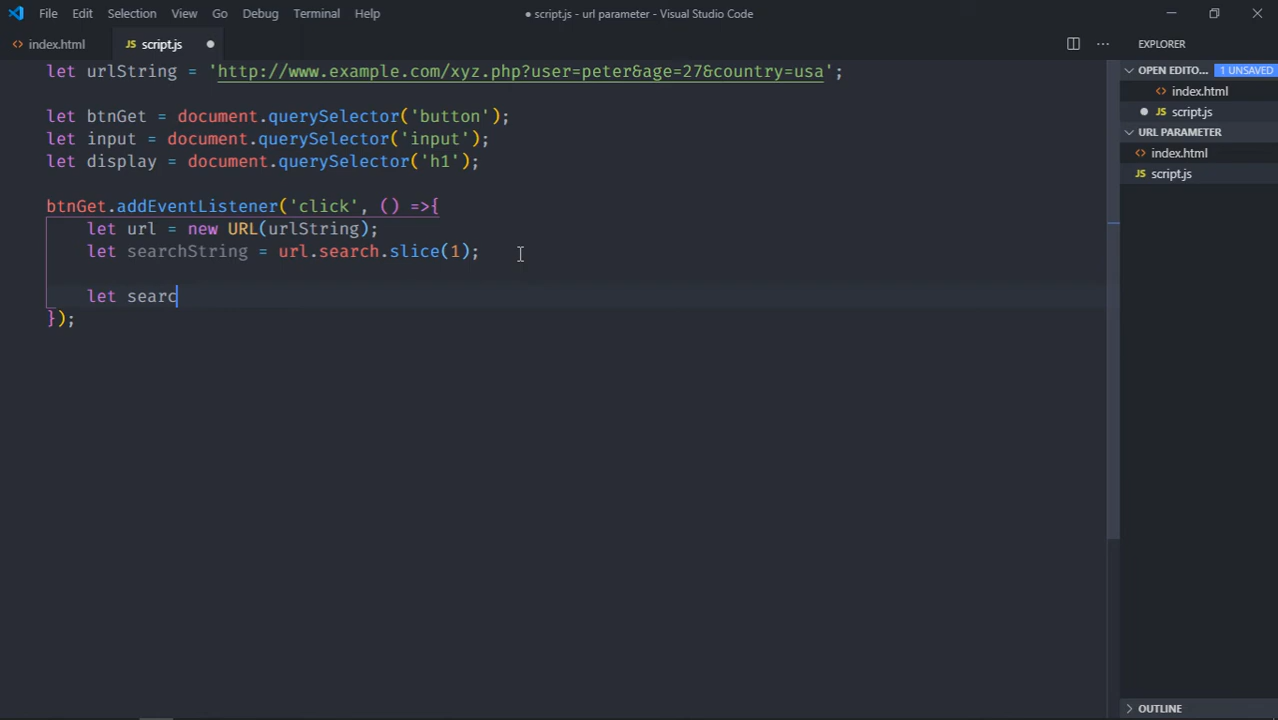 File Edit Selection View Go Debug Terminal Help
● script.js - url parameter - Visual Studio Code
<> index.html
JS script.js ●
EXPLORER
let urlString = 'http://www.example.com/xyz.php?user=peter&age=27&country=usa';
let btnGet = document.querySelector('button');
let input = document.querySelector('input');
let display = document.querySelector('h1');
btnGet.addEventListener('click', () =>{
let url = new URL(urlString);
let searchString = url.search.slice(1);
let searc
});
OPEN EDITO... 1 UNSAVED
<> index.html
● JS script.js
URL PARAMETER
<> index.html
JS script.js
OUTLINE